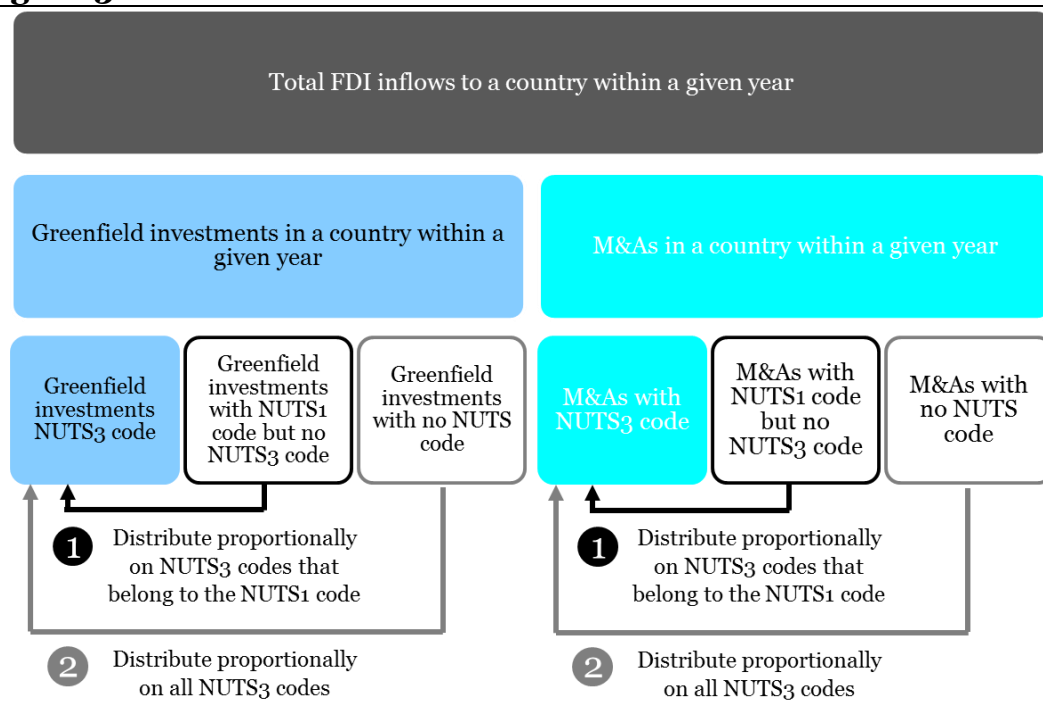 Total FDI inflows to a country within a given year
Greenfield investments in a country within a
given year
M&As in a country within a given year
Greenfield
investments
NUTS3 code
Greenfield
investments
with NUTS1
code but no
NUTS3 code
Greenfield
investments
with no NUTS
code
M&As with
NUTS3 code
M&As with
NUTS1 code
but no
NUTS3 code
M&As with
no NUTS
code
1
Distribute proportionally
on NUTS3 codes that
belong to the NUTS1 code
2
Distribute proportionally
on all NUTS3 codes
1
Distribute proportionally
on NUTS3 codes that
belong to the NUTS1 code
2
Distribute proportionally
on all NUTS3 codes